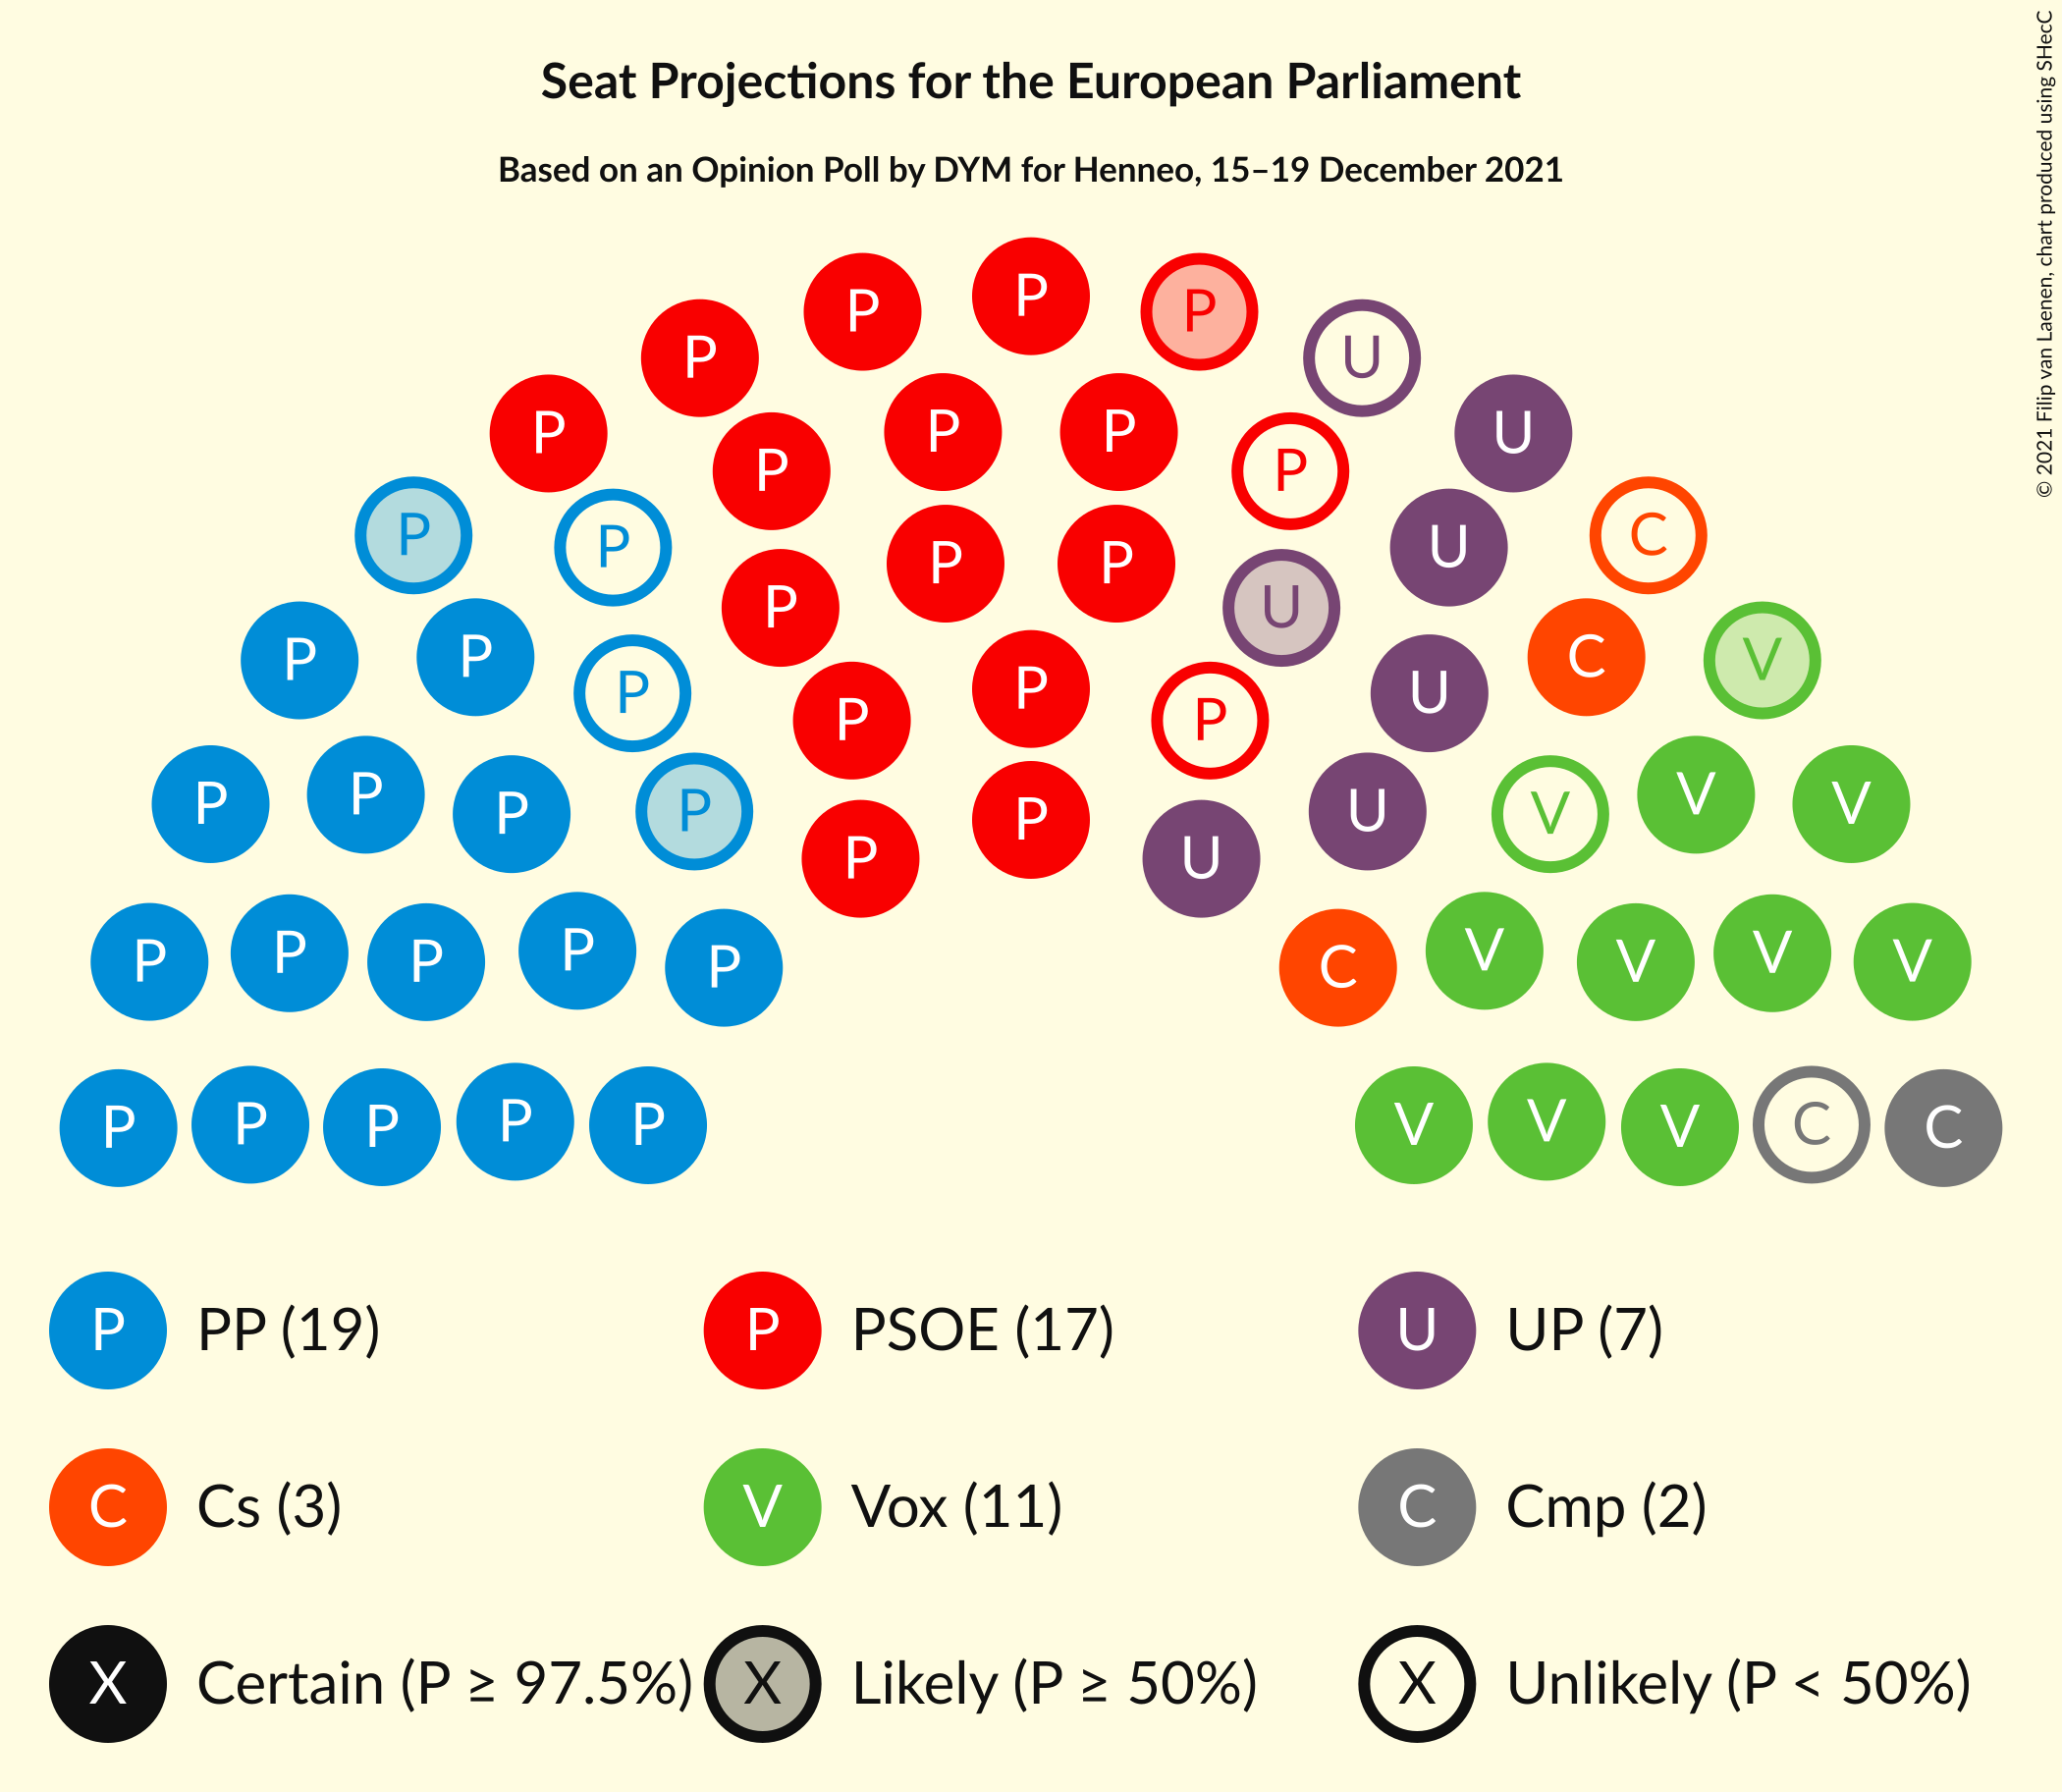 Seat Projections for the European Parliament
Based on an Opinion Poll by DYM for Henneo, 15–19 December 2021
© 2021 Filip van Laenen, chart produced using SHecC
P
P P
P U
P P
P U
P P
P P
P C
P P
P U
P P
P U
P P
P V
P C
P U
P U
P P
P P
P P
P V
P V
P V
P U
P U
P V
P V
P V
P V
P C
P P
P P
P V
V V
V C
C
P PP (19) P PSOE (17) U UP (7)
C Cs (3) V Vox (11) C Cmp (2)
X Certain (P ≥ 97.5%) X Likely (P ≥ 50%) X Unlikely (P < 50%)